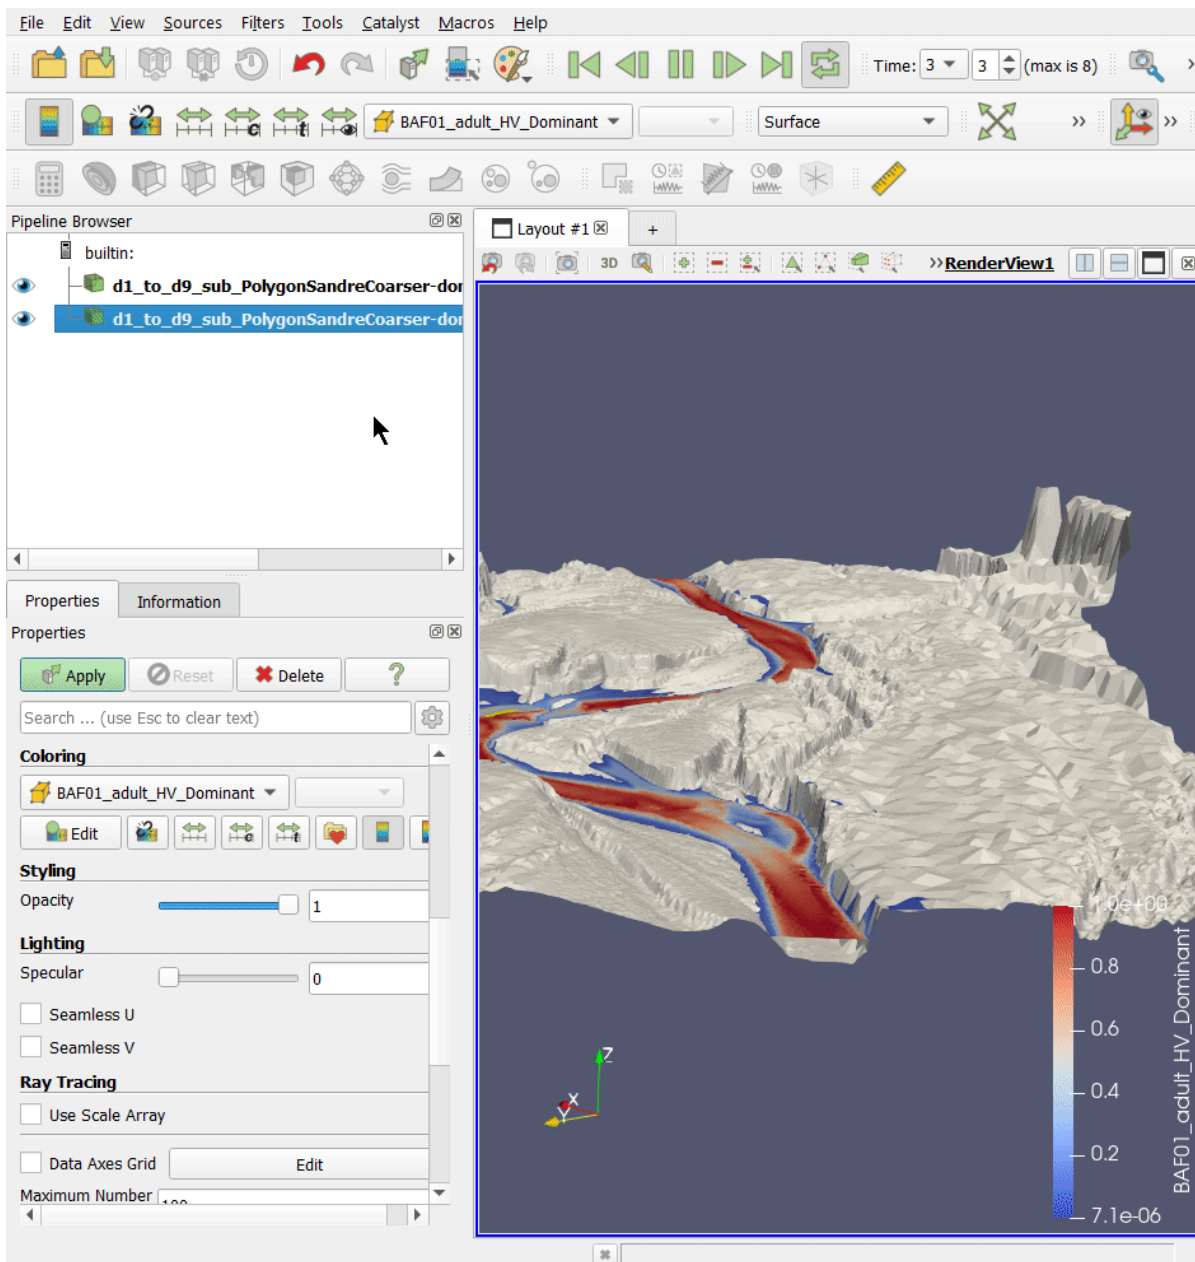 File Edit View Sources Filters Tools Catalyst Macros Help
Time: 3 3 (max is 8)
BAF01_adult_HV_Dominant Surface
Pipeline Browser
Layout #1 +
builtin:
3D RenderView1
d1_to_d9_sub_PolygonSandreCoarser-do
d1_to_d9_sub_PolygonSandreCoarser-do
Properties Information
Properties
Apply Reset Delete ?
Search ... (use Esc to clear text)
Coloring
BAF01_adult_HV_Dominant
Edit
Styling
Opacity 1
Lighting
Specular 0
Seamless U
Seamless V
Ray Tracing
Use Scale Array
Data Axes Grid Edit
Maximum Number
Z
X
Y
1.0e+00
0.8
0.6
0.4
0.2
7.1e-06
BAF01_adult_HV_Dominant